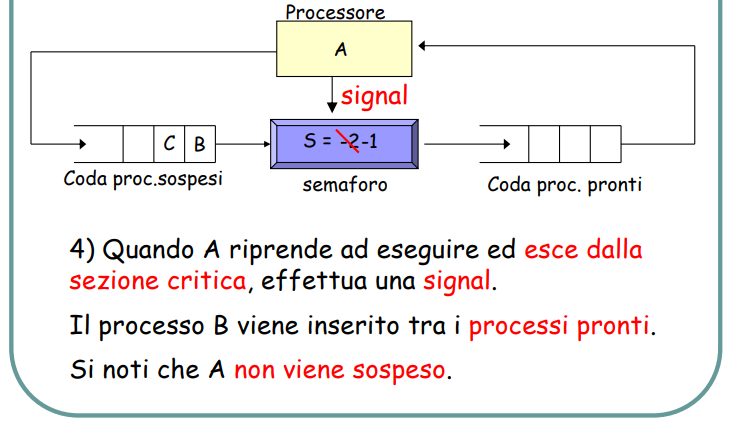 Processore
A
signal
C B
S = -2-1
Coda proc.sospesi
semaforo
Coda proc. pronti
4) Quando A riprende ad eseguire ed esce dalla
sezione critica, effettua una signal.
Il processo B viene inserito tra i processi pronti.
Si noti che A non viene sospeso.